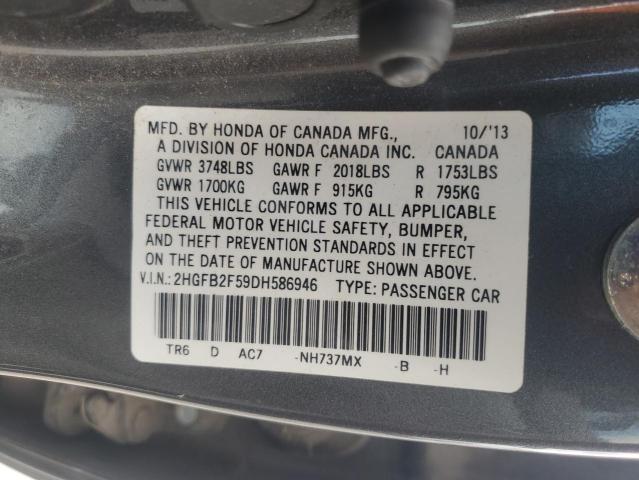 MFD. BY HONDA OF CANADA MFG., 10/'13
A DIVISION OF HONDA CANADA INC. CANADA
GVWR 3748LBS GAWR F 2018LBS R 1753LBS
GVWR 1700KG GAWR F 915KG R 795KG
THIS VEHICLE CONFORMS TO ALL APPLICABLE
FEDERAL MOTOR VEHICLE SAFETY, BUMPER,
AND THEFT PREVENTION STANDARDS IN EFFECT
ON THE DATE OF MANUFACTURE SHOWN ABOVE.
V.I.N.: 2HGFB2F59DH586946 TYPE: PASSENGER CAR
TR6 D AC7 -NH737MX -B -H